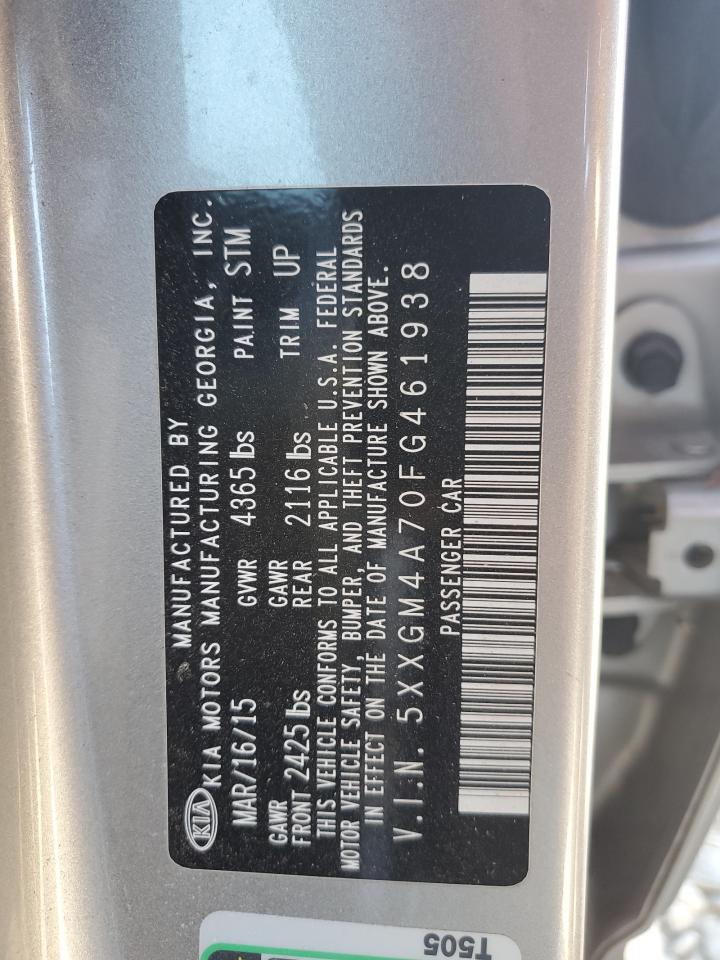 MANUFACTURED BY
KIA KIA MOTORS MANUFACTURING GEORGIA, INC.
MAR/16/15 GVWR 4365 lbs PAINT STM
GAWR GAWR
FRONT 2425 lbs REAR 2116 lbs TRIM UP
THIS VEHICLE CONFORMS TO ALL APPLICABLE U.S.A. FEDERAL
MOTOR VEHICLE SAFETY, BUMPER, AND THEFT PREVENTION STANDARDS
IN EFFECT ON THE DATE OF MANUFACTURE SHOWN ABOVE.
V.I.N. 5XXGM4A70FG461938
PASSENGER CAR
T505